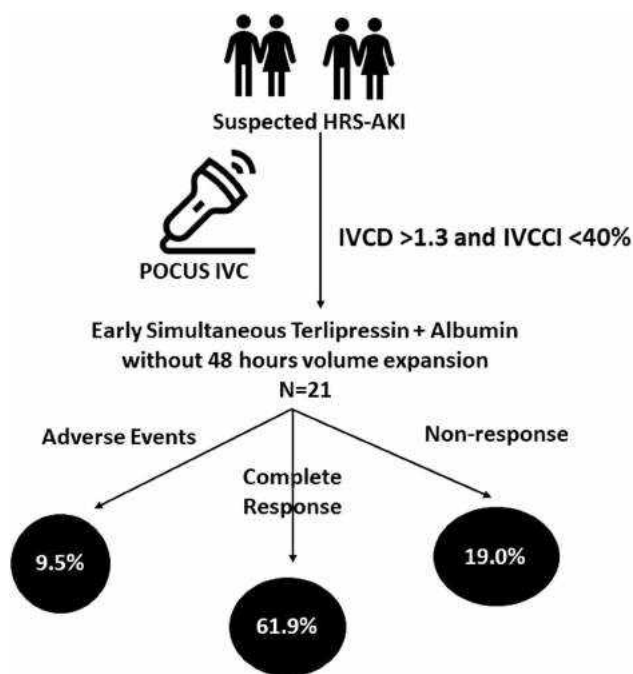 Suspected HRS-AKI
POCUS IVC
IVCD >1.3 and IVCCI <40%
Early Simultaneous Terlipressin + Albumin
without 48 hours volume expansion
N=21
Adverse Events
Complete
Response
Non-response
9.5%
61.9%
19.0%